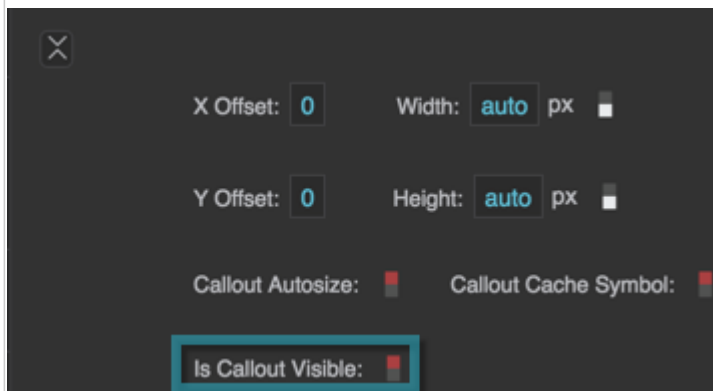 X Offset: 0 Width: auto px
Y Offset: 0 Height: auto px
Callout Autosize: Callout Cache Symbol:
Is Callout Visible: